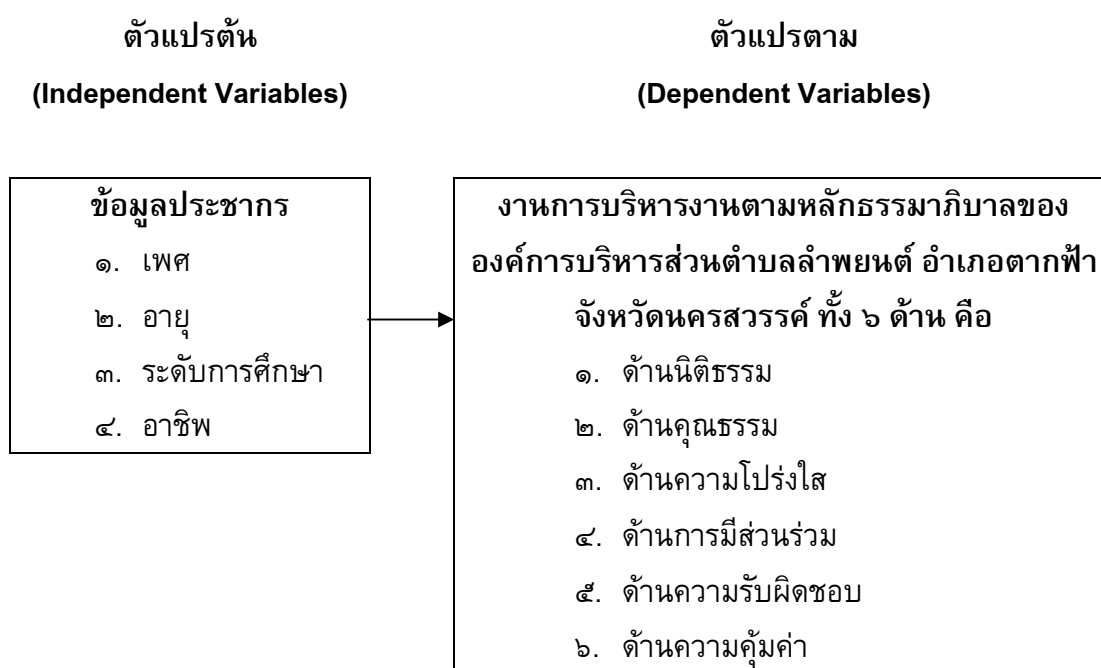 ตัวแปรต้น
(Independent Variables)
ตัวแปรตาม
(Dependent Variables)
ข้อมูลประชากร
๑. เพศ
๒. อายุ
๓. ระดับการศึกษา
๔. อาชีพ
งานการบริหารงานตามหลักธรรมาภิบาลของ
องค์การบริหารส่วนตำบลลำพยนต์ อำเภอตากฟ้า
จังหวัดนครสวรรค์ ทั้ง ๖ ด้าน คือ
๑. ด้านนิติธรรม
๒. ด้านคุณธรรม
๓. ด้านความโปร่งใส
๔. ด้านการมีส่วนร่วม
๕. ด้านความรับผิดชอบ
๖. ด้านความคุ้มค่า